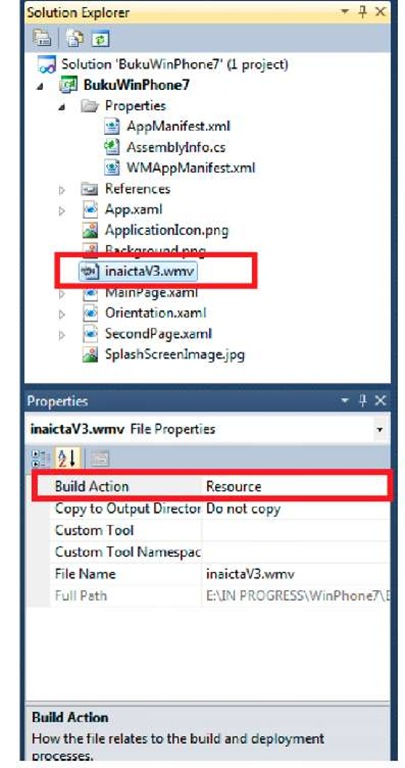 Solution Explorer
Solution 'BukuWinPhone7' (1 project)
BukuWinPhone7
Properties
AppManifest.xml
AssemblyInfo.cs
WMAppManifest.xml
References
App.xaml
ApplicationIcon.png
Background.png
inaictaV3.wmv
MainPage.xaml
Orientation.xaml
SecondPage.xaml
SplashScreenImage.jpg
Properties
inaictaV3.wmv File Properties
Build Action Resource
Copy to Output Director Do not copy
Custom Tool
Custom Tool Namespac
File Name inaictaV3.wmv
Full Path E:\IN PROGRESS\WinPhone7\
Build Action
How the file relates to the build and deployment
processes.